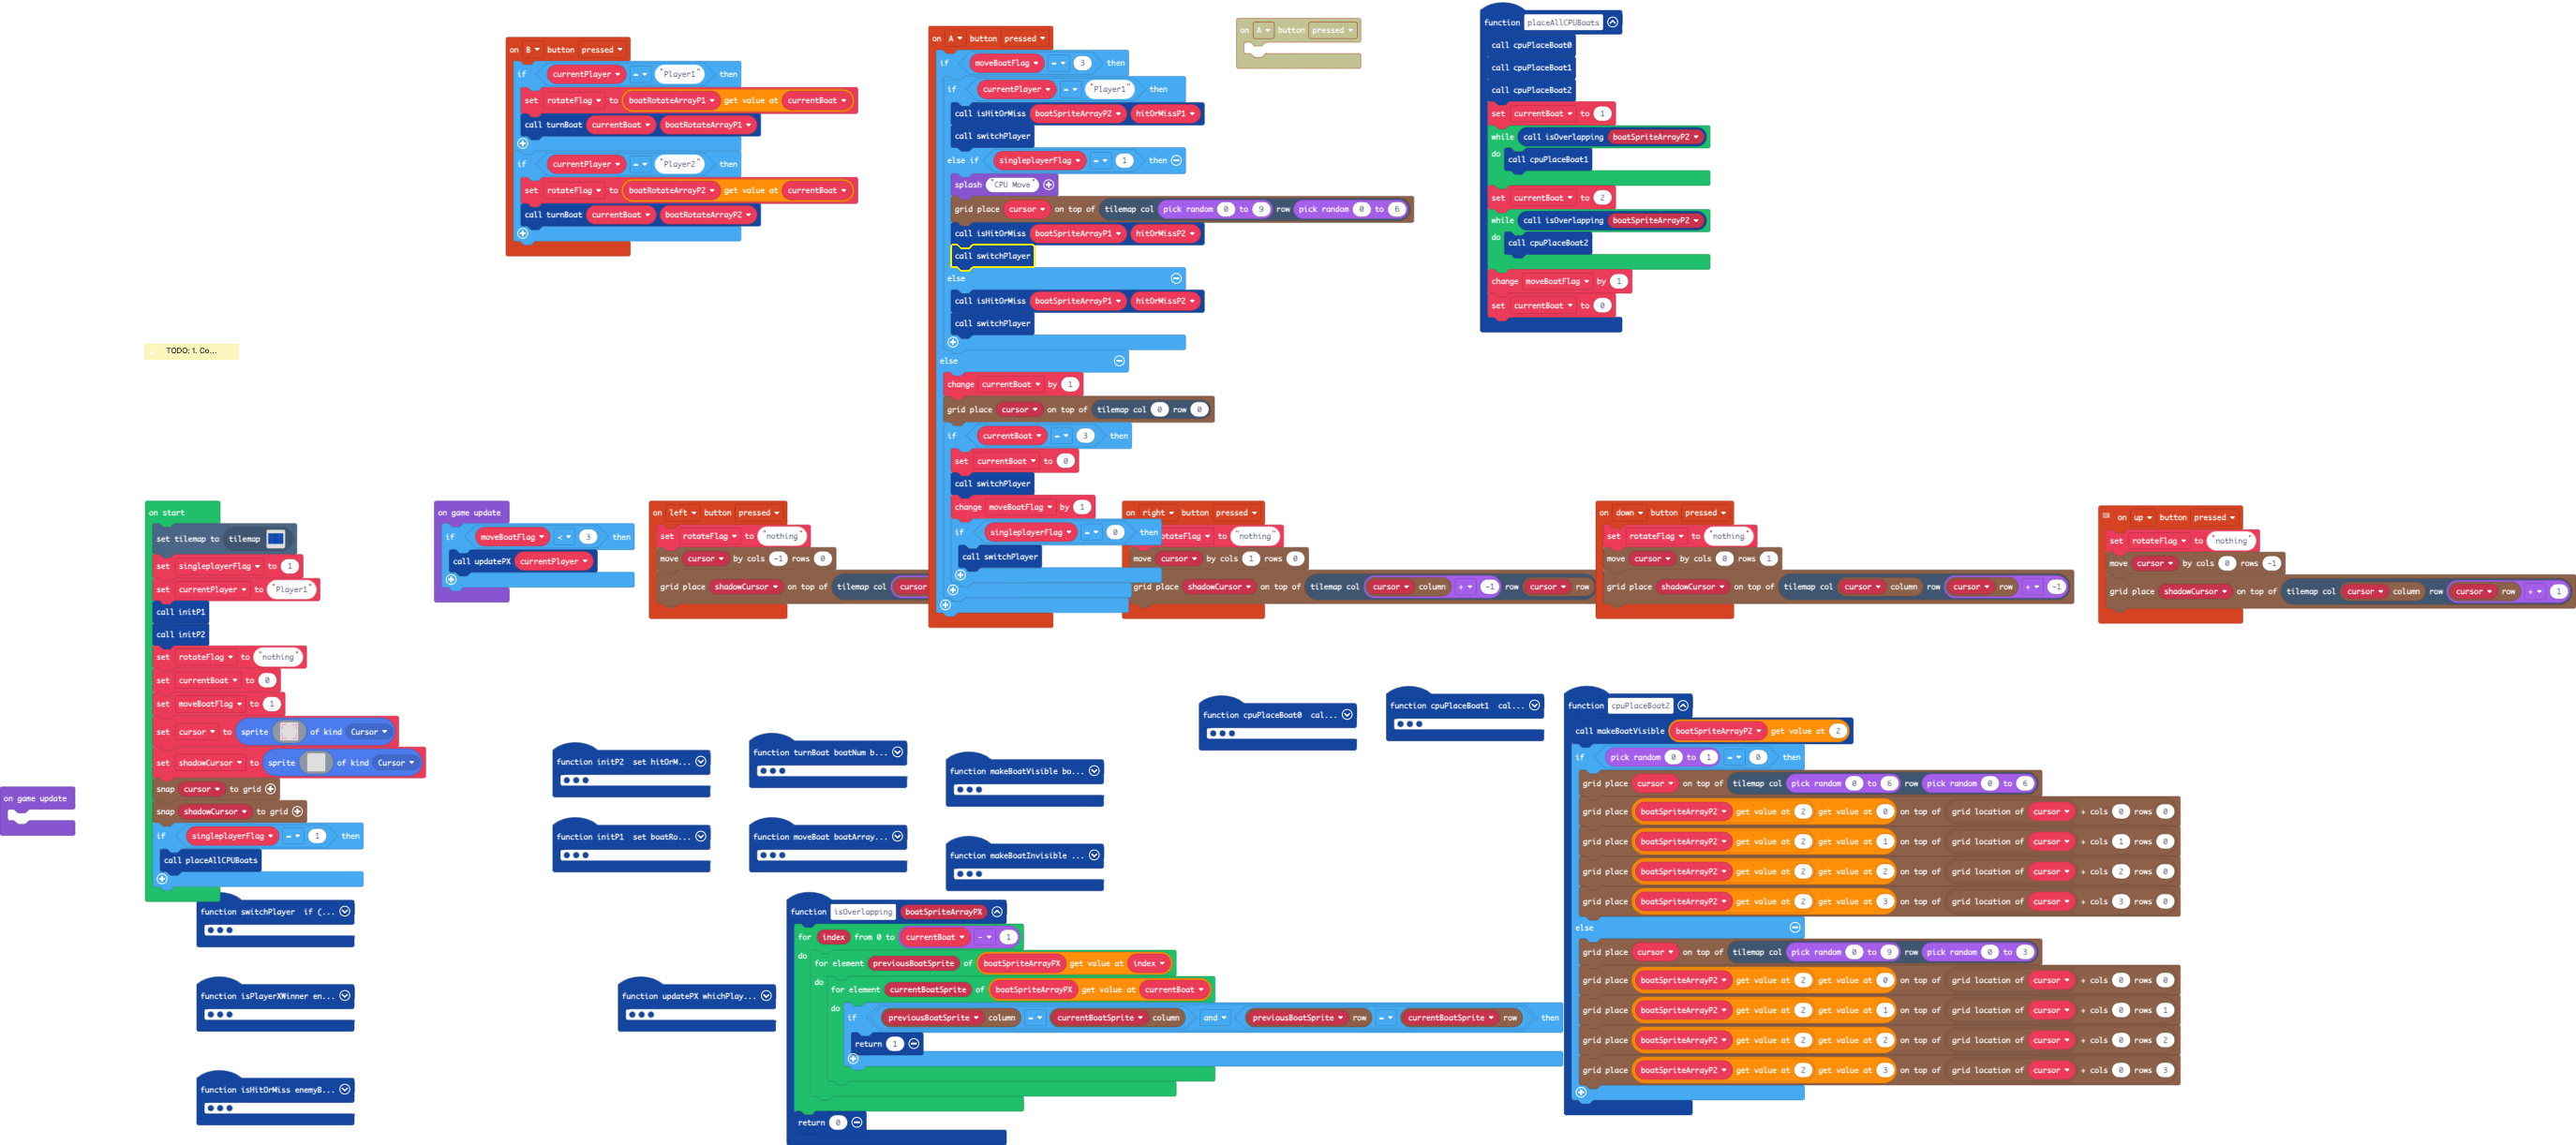 on B button pressed
if currentPlayer = "Player1" then
set rotateFlag to boatRotateArrayP1 get value at currentBoat
call turnBoat currentBoat boatRotateArrayP1
if currentPlayer = "Player2" then
set rotateFlag to boatRotateArrayP2 get value at currentBoat
call turnBoat currentBoat boatRotateArrayP2
on A button pressed
if moveBoatFlag = 3 then
if currentPlayer = "Player1" then
call isHitOrMiss boatSpriteArrayP2 hitOrMissP1
call switchPlayer
else if singleplayerFlag = 1 then
splash "CPU Move"
grid place cursor on top of tilemap col pick random 0 to 9 row pick random 0 to 6
call isHitOrMiss boatSpriteArrayP1 hitOrMissP2
call switchPlayer
else
call isHitOrMiss boatSpriteArrayP1 hitOrMissP2
call switchPlayer
else
change currentBoat by 1
grid place cursor on top of tilemap col 0 row 0
if currentBoat = 3 then
set currentBoat to 0
call switchPlayer
change moveBoatFlag by 1
if singleplayerFlag = 0 then
call switchPlayer
on A button pressed
function placeAllCPUBoats
call cpuPlaceBoat0
call cpuPlaceBoat1
call cpuPlaceBoat2
set currentBoat to 1
while call isOverlapping boatSpriteArrayP2
do call cpuPlaceBoat1
set currentBoat to 2
while call isOverlapping boatSpriteArrayP2
do call cpuPlaceBoat2
change moveBoatFlag by 1
set currentBoat to 0
TODO: 1. Co...
on start
set tilemap to tilemap
set singleplayerFlag to 1
set currentPlayer to "Player1"
call initP1
call initP2
set rotateFlag to "nothing"
set currentBoat to 0
set moveBoatFlag to 1
set cursor to sprite of kind Cursor
set shadowCursor to sprite of kind Cursor
snap cursor to grid
snap shadowCursor to grid
if singleplayerFlag = 1 then
call placeAllCPUBoats
on game update
if moveBoatFlag < 3 then
call updatePX currentPlayer
on left button pressed
set rotateFlag to "nothing"
move cursor by cols -1 rows 0
grid place shadowCursor on top of tilemap col cursor
on right button pressed
rotateFlag to "nothing"
move cursor by cols 1 rows 0
grid place shadowCursor on top of tilemap col cursor column + -1 row cursor row
on down button pressed
set rotateFlag to "nothing"
move cursor by cols 0 rows 1
grid place shadowCursor on top of tilemap col cursor column row cursor row + -1
on up button pressed
set rotateFlag to "nothing"
move cursor by cols 0 rows -1
grid place shadowCursor on top of tilemap col cursor column row cursor row + 1
on game update
function switchPlayer if (...
function isPlayerXWinner en...
function isHitOrMiss enemyB...
function initP2 set hitOrM...
function initP1 set boatRo...
function turnBoat boatNum b...
function moveBoat boatArray...
function makeBoatVisible bo...
function makeBoatInvisible ...
function updatePX whichPlay...
function cpuPlaceBoat0 cal...
function cpuPlaceBoat1 cal...
function isOverlapping boatSpriteArrayPX
for index from 0 to currentBoat - 1
do for element previousBoatSprite of boatSpriteArrayPX get value at index
do for element currentBoatSprite of boatSpriteArrayPX get value at currentBoat
do if previousBoatSprite column = currentBoatSprite column and previousBoatSprite row = currentBoatSprite row then
return 1
return 0
function cpuPlaceBoat2
call makeBoatVisible boatSpriteArrayP2 get value at 2
if pick random 0 to 1 = 0 then
grid place cursor on top of tilemap col pick random 0 to 6 row pick random 0 to 6
grid place boatSpriteArrayP2 get value at 2 get value at 0 on top of grid location of cursor + cols 0 rows 0
grid place boatSpriteArrayP2 get value at 2 get value at 1 on top of grid location of cursor + cols 1 rows 0
grid place boatSpriteArrayP2 get value at 2 get value at 2 on top of grid location of cursor + cols 2 rows 0
grid place boatSpriteArrayP2 get value at 2 get value at 3 on top of grid location of cursor + cols 3 rows 0
else
grid place cursor on top of tilemap col pick random 0 to 9 row pick random 0 to 3
grid place boatSpriteArrayP2 get value at 2 get value at 0 on top of grid location of cursor + cols 0 rows 0
grid place boatSpriteArrayP2 get value at 2 get value at 1 on top of grid location of cursor + cols 0 rows 1
grid place boatSpriteArrayP2 get value at 2 get value at 2 on top of grid location of cursor + cols 0 rows 2
grid place boatSpriteArrayP2 get value at 2 get value at 3 on top of grid location of cursor + cols 0 rows 3